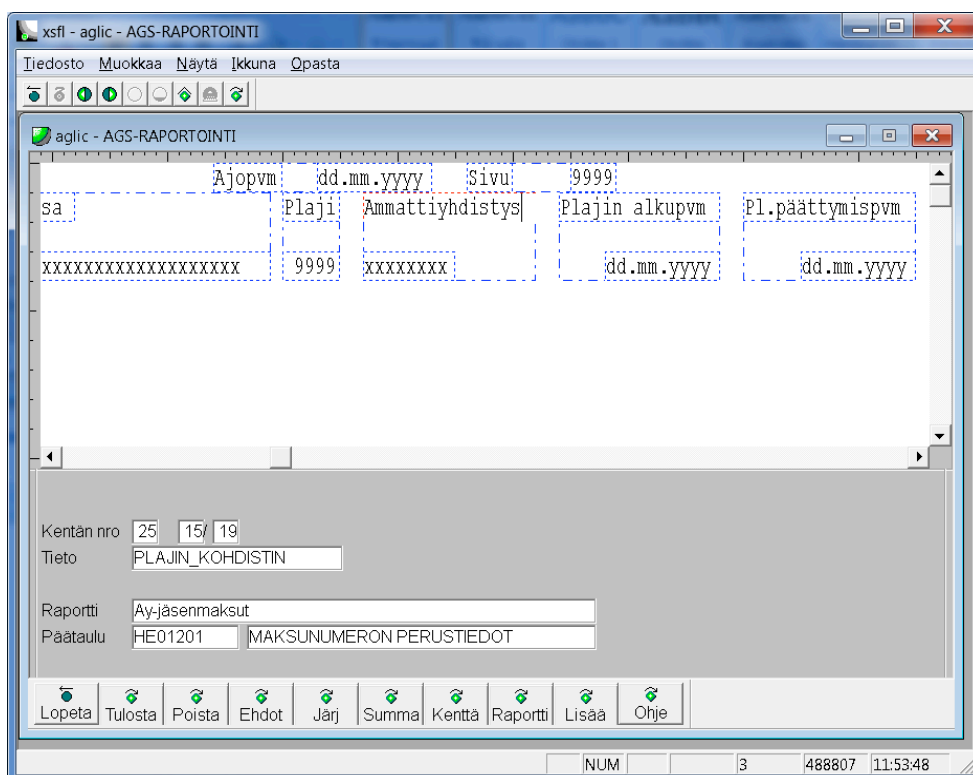 xsfl - aglic - AGS-RAPORTOINTI
Tiedosto Muokkaa Näytä Ikkuna Opasta
aglic - AGS-RAPORTOINTI
Ajopvm dd.mm.yyyy Sivu 9999
sa Plaji Ammattiyhdistys Plajin alkupvm Pl.päättymispvm
xxxxxxxxxxxxxxxxxxx 9999 xxxxxxxx dd.mm.yyyy dd.mm.yyyy
Kentän nro 25 15/ 19
Tieto PLAJIN_KOHDISTIN
Raportti Ay-jäsenmaksut
Päätaulu HE01201 MAKSUNUMERON PERUSTIEDOT
Lopeta Tulosta Poista Ehdot Järj Summa Kenttä Raportti Lisää Ohje
NUM 3 488807 11:53:48